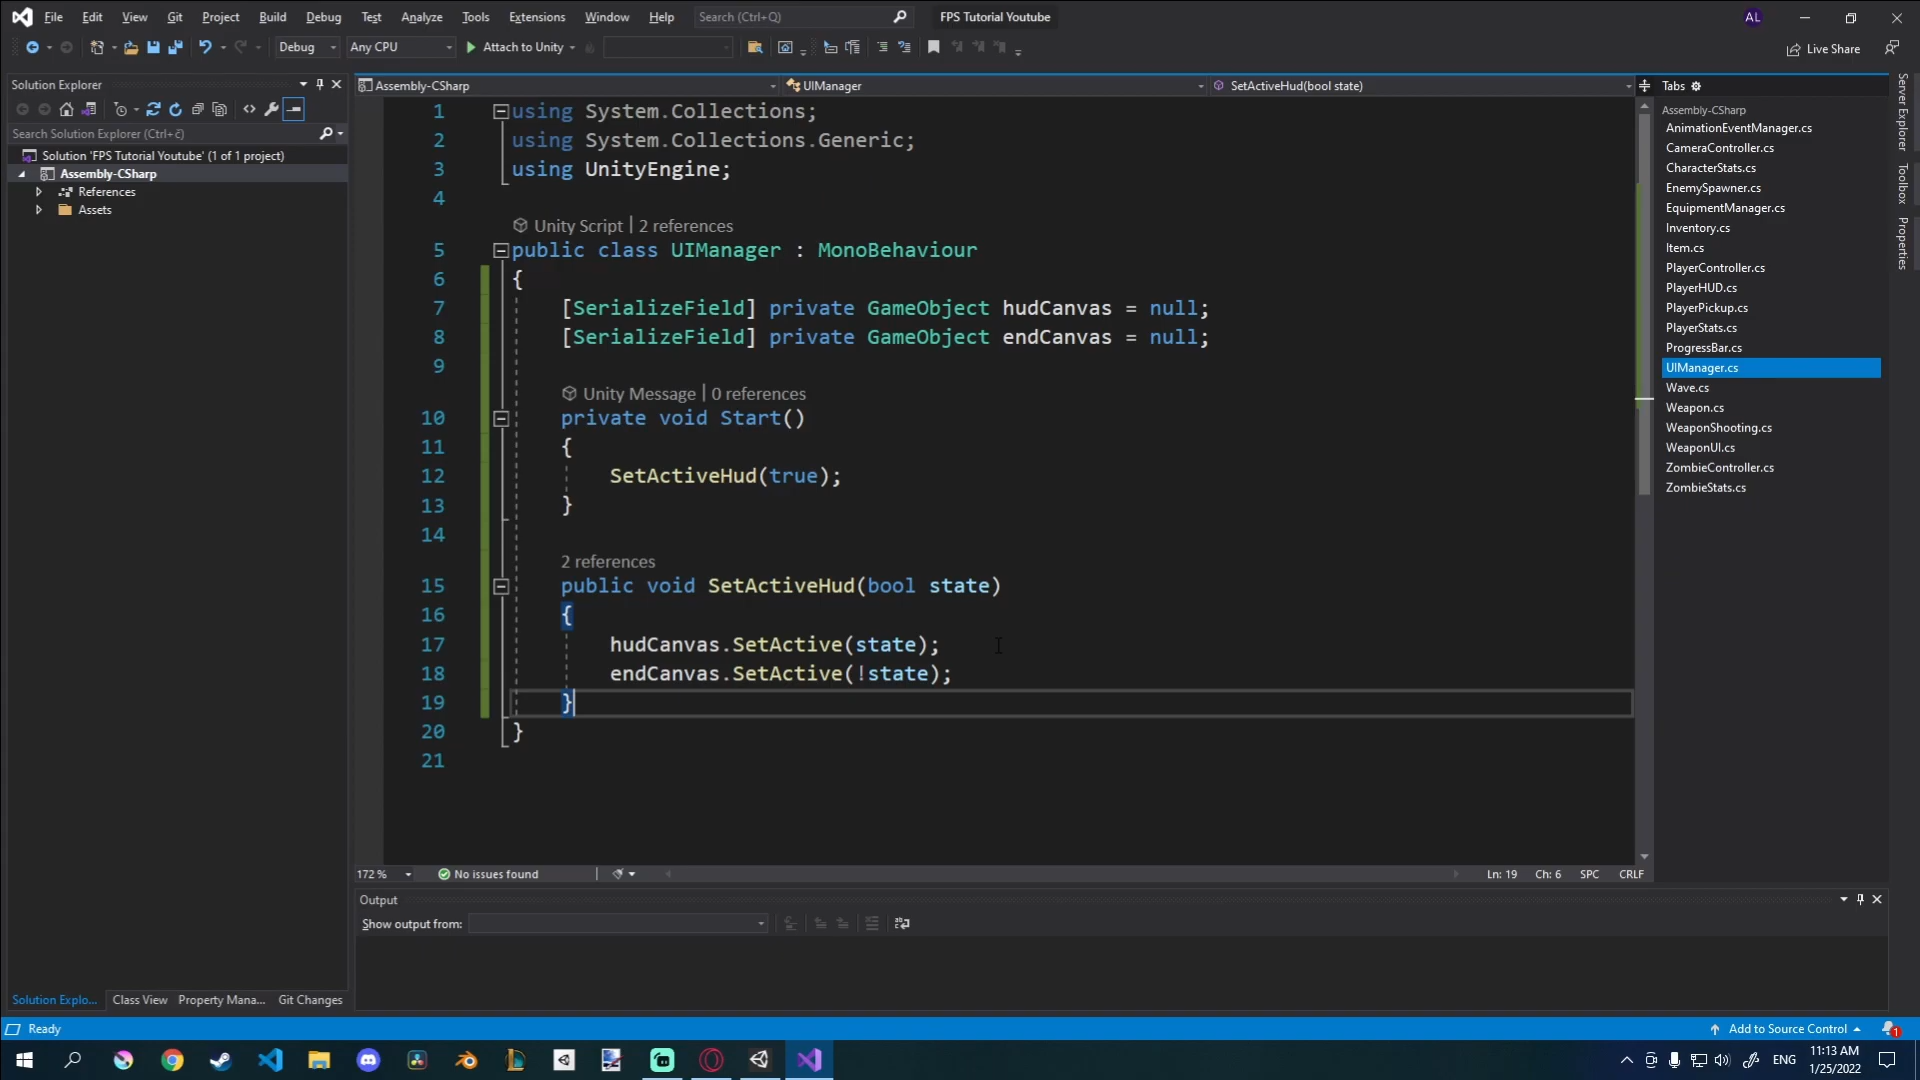 File Edit View Git Project Build Debug Test Analyze Tools Extensions Window Help Search (Ctrl+Q) FPS Tutorial Youtube AL
Debug Any CPU Attach to Unity Live Share
Solution Explorer
Search Solution Explorer (Ctrl+č)
Solution 'FPS Tutorial Youtube' (1 of 1 project)
Assembly-CSharp
References
Assets
Assembly-CSharp UIManager SetActiveHud(bool state)
1 using System.Collections;
2 using System.Collections.Generic;
3 using UnityEngine;
4
Unity Script | 2 references
5 public class UIManager : MonoBehaviour
6 {
7 [SerializeField] private GameObject hudCanvas = null;
8 [SerializeField] private GameObject endCanvas = null;
9
Unity Message | 0 references
10 private void Start()
11 {
12 SetActiveHud(true);
13 }
14
2 references
15 public void SetActiveHud(bool state)
16 {
17 hudCanvas.SetActive(state);
18 endCanvas.SetActive(!state);
19 }
20 }
21
172 % No issues found Ln: 19 Ch: 6 SPC CRLF
Tabs
Assembly-CSharp
AnimationEventManager.cs
CameraController.cs
CharacterStats.cs
EnemySpawner.cs
EquipmentManager.cs
Inventory.cs
Item.cs
PlayerController.cs
PlayerHUD.cs
PlayerPickup.cs
PlayerStats.cs
ProgressBar.cs
UIManager.cs
Wave.cs
Weapon.cs
WeaponShooting.cs
WeaponUI.cs
ZombieController.cs
ZombieStats.cs
Server Explorer
Toolbox
Properties
Output
Show output from:
Solution Explo... Class View Property Mana... Git Changes
Ready Add to Source Control 1
ENG 11:13 AM
1/25/2022